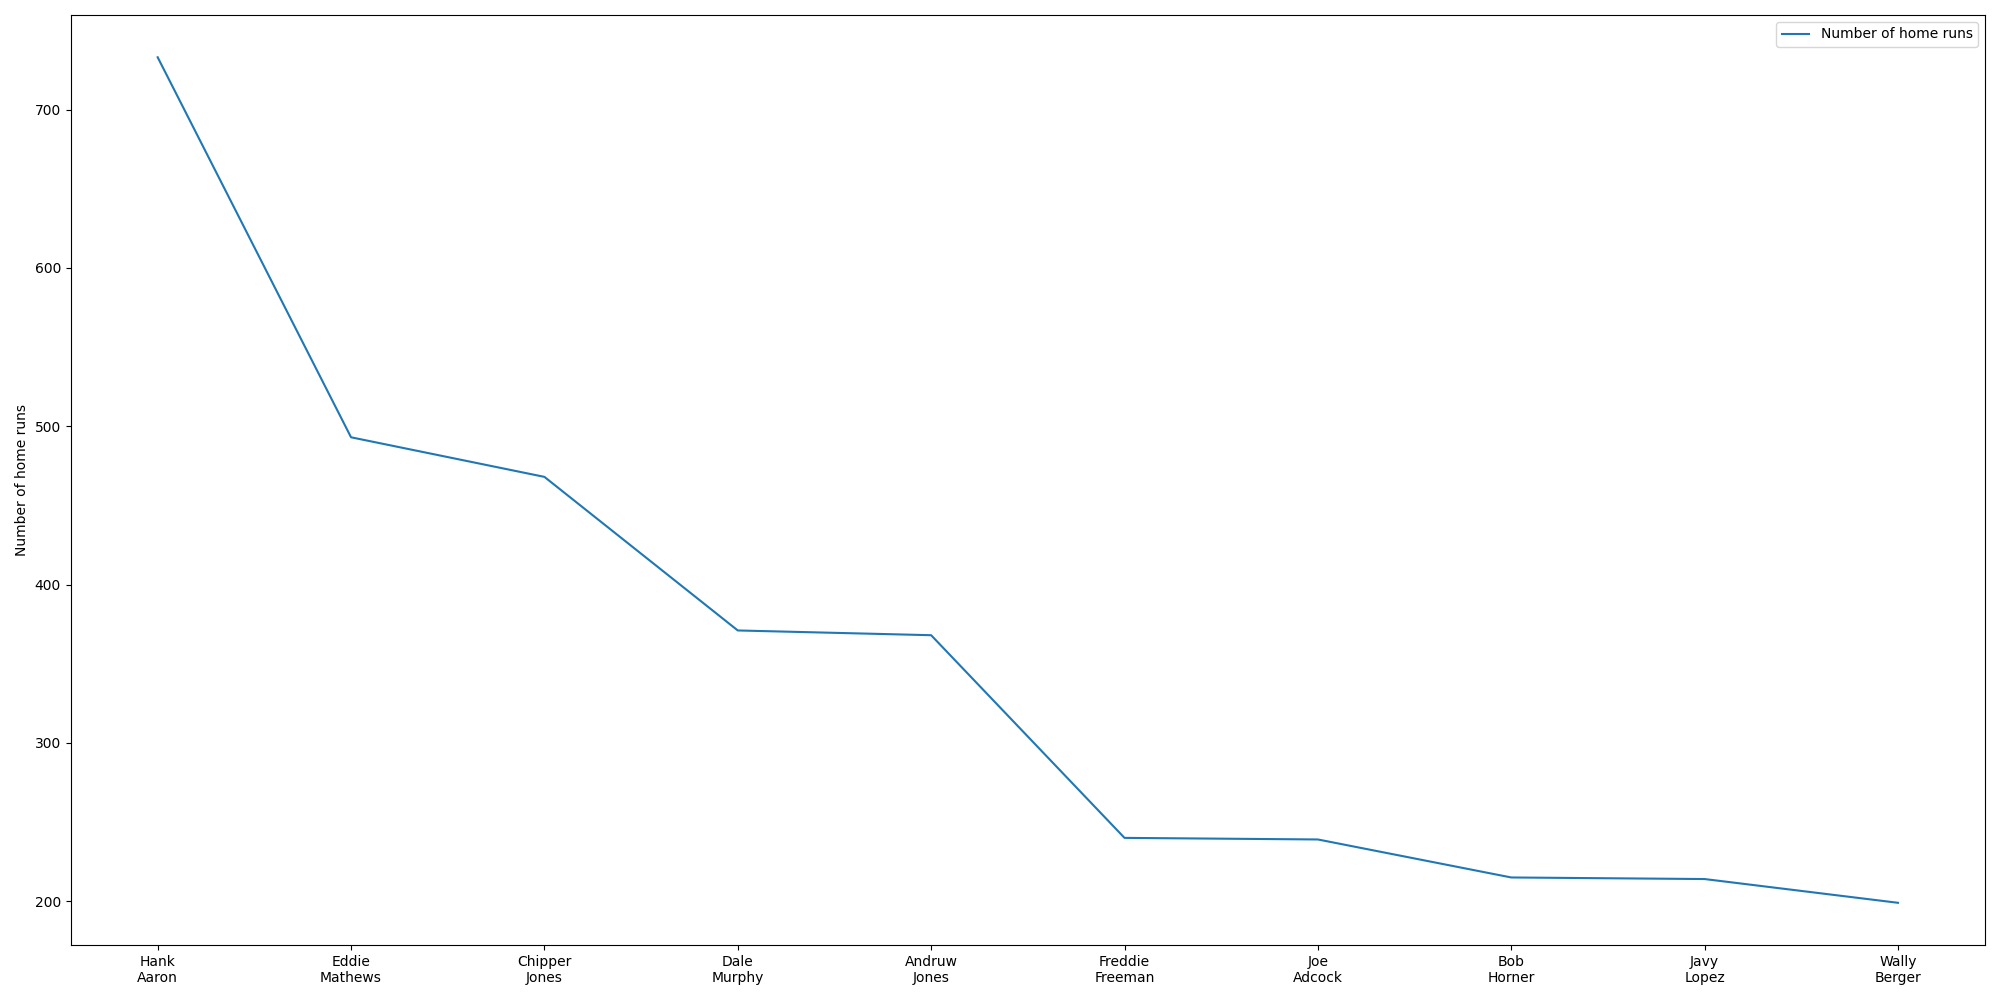 Number of home runs
700
600
500
400
300
200
Number of home runs
Hank
Aaron
Eddie
Mathews
Chipper
Jones
Dale
Murphy
Andruw
Jones
Freddie
Freeman
Joe
Adcock
Bob
Horner
Javy
Lopez
Wally
Berger